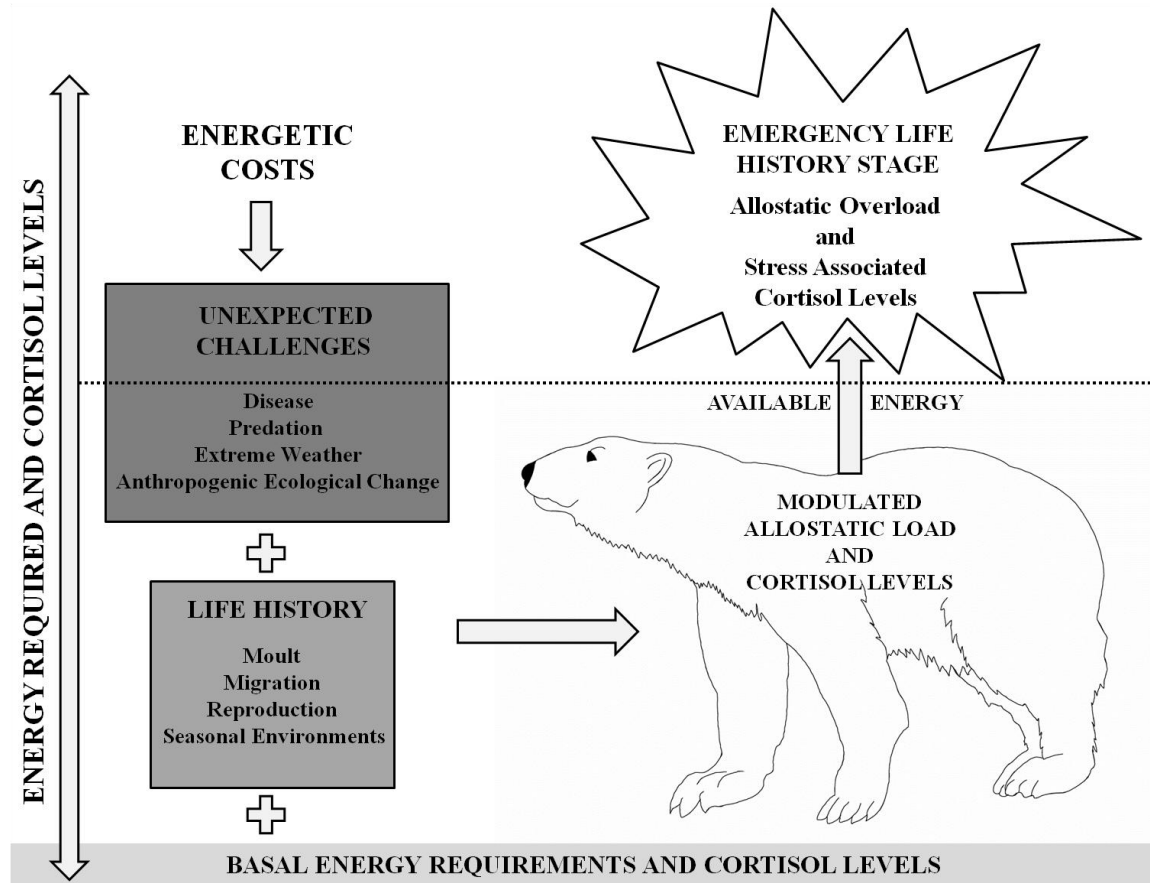 ENERGY REQUIRED AND CORTISOL LEVELS
ENERGETIC
COSTS
UNEXPECTED
CHALLENGES
Disease
Predation
Extreme Weather
Anthropogenic Ecological Change
LIFE HISTORY
Moult
Migration
Reproduction
Seasonal Environments
EMERGENCY LIFE
HISTORY STAGE
Allostatic Overload
and
Stress Associated
Cortisol Levels
AVAILABLE ENERGY
MODULATED
ALLOSTATIC LOAD
AND
CORTISOL LEVELS
BASAL ENERGY REQUIREMENTS AND CORTISOL LEVELS